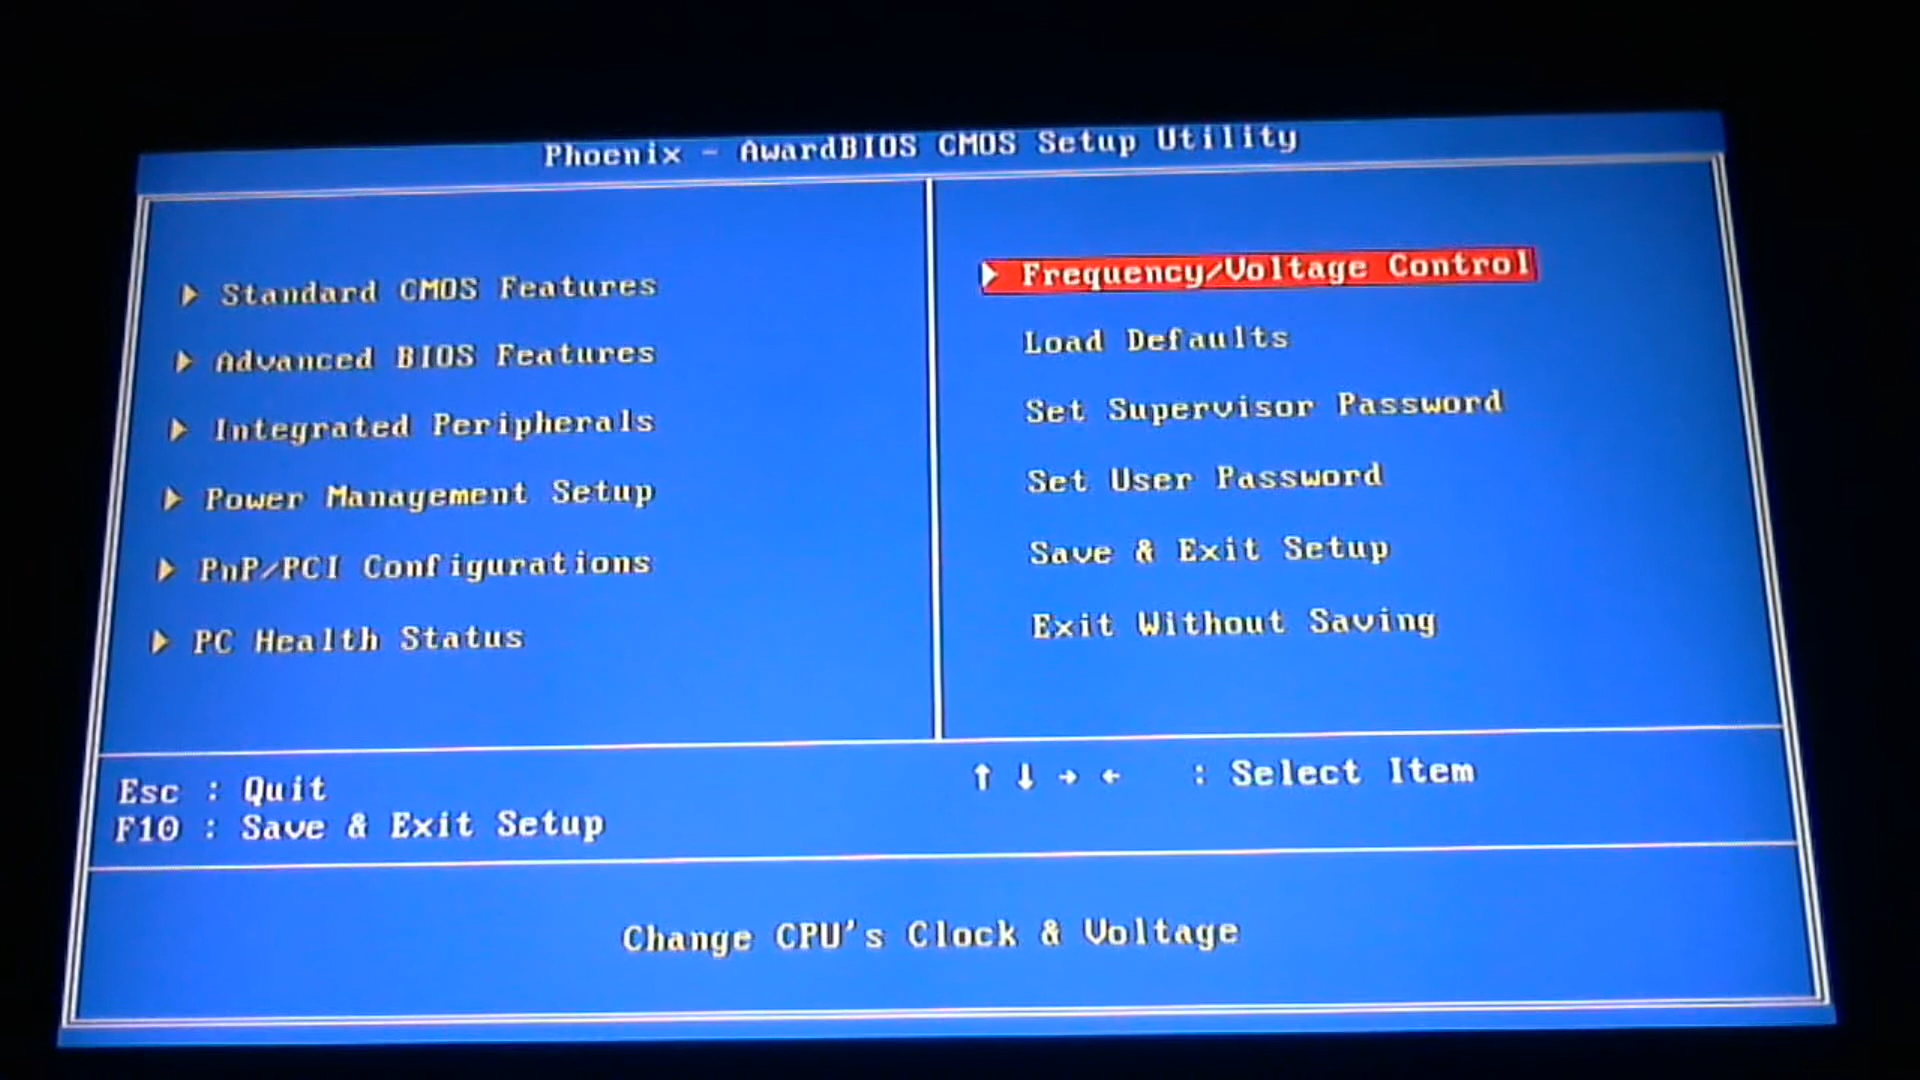 Phoenix - AwardBIOS CMOS Setup Utility
Standard CMOS Features
Advanced BIOS Features
Integrated Peripherals
Power Management Setup
PnP/PCI Configurations
PC Health Status
Frequency/Voltage Control
Load Defaults
Set Supervisor Password
Set User Password
Save & Exit Setup
Exit Without Saving
Esc : Quit
F10 : Save & Exit Setup
↑ ↓ → ← : Select Item
Change CPU's Clock & Voltage